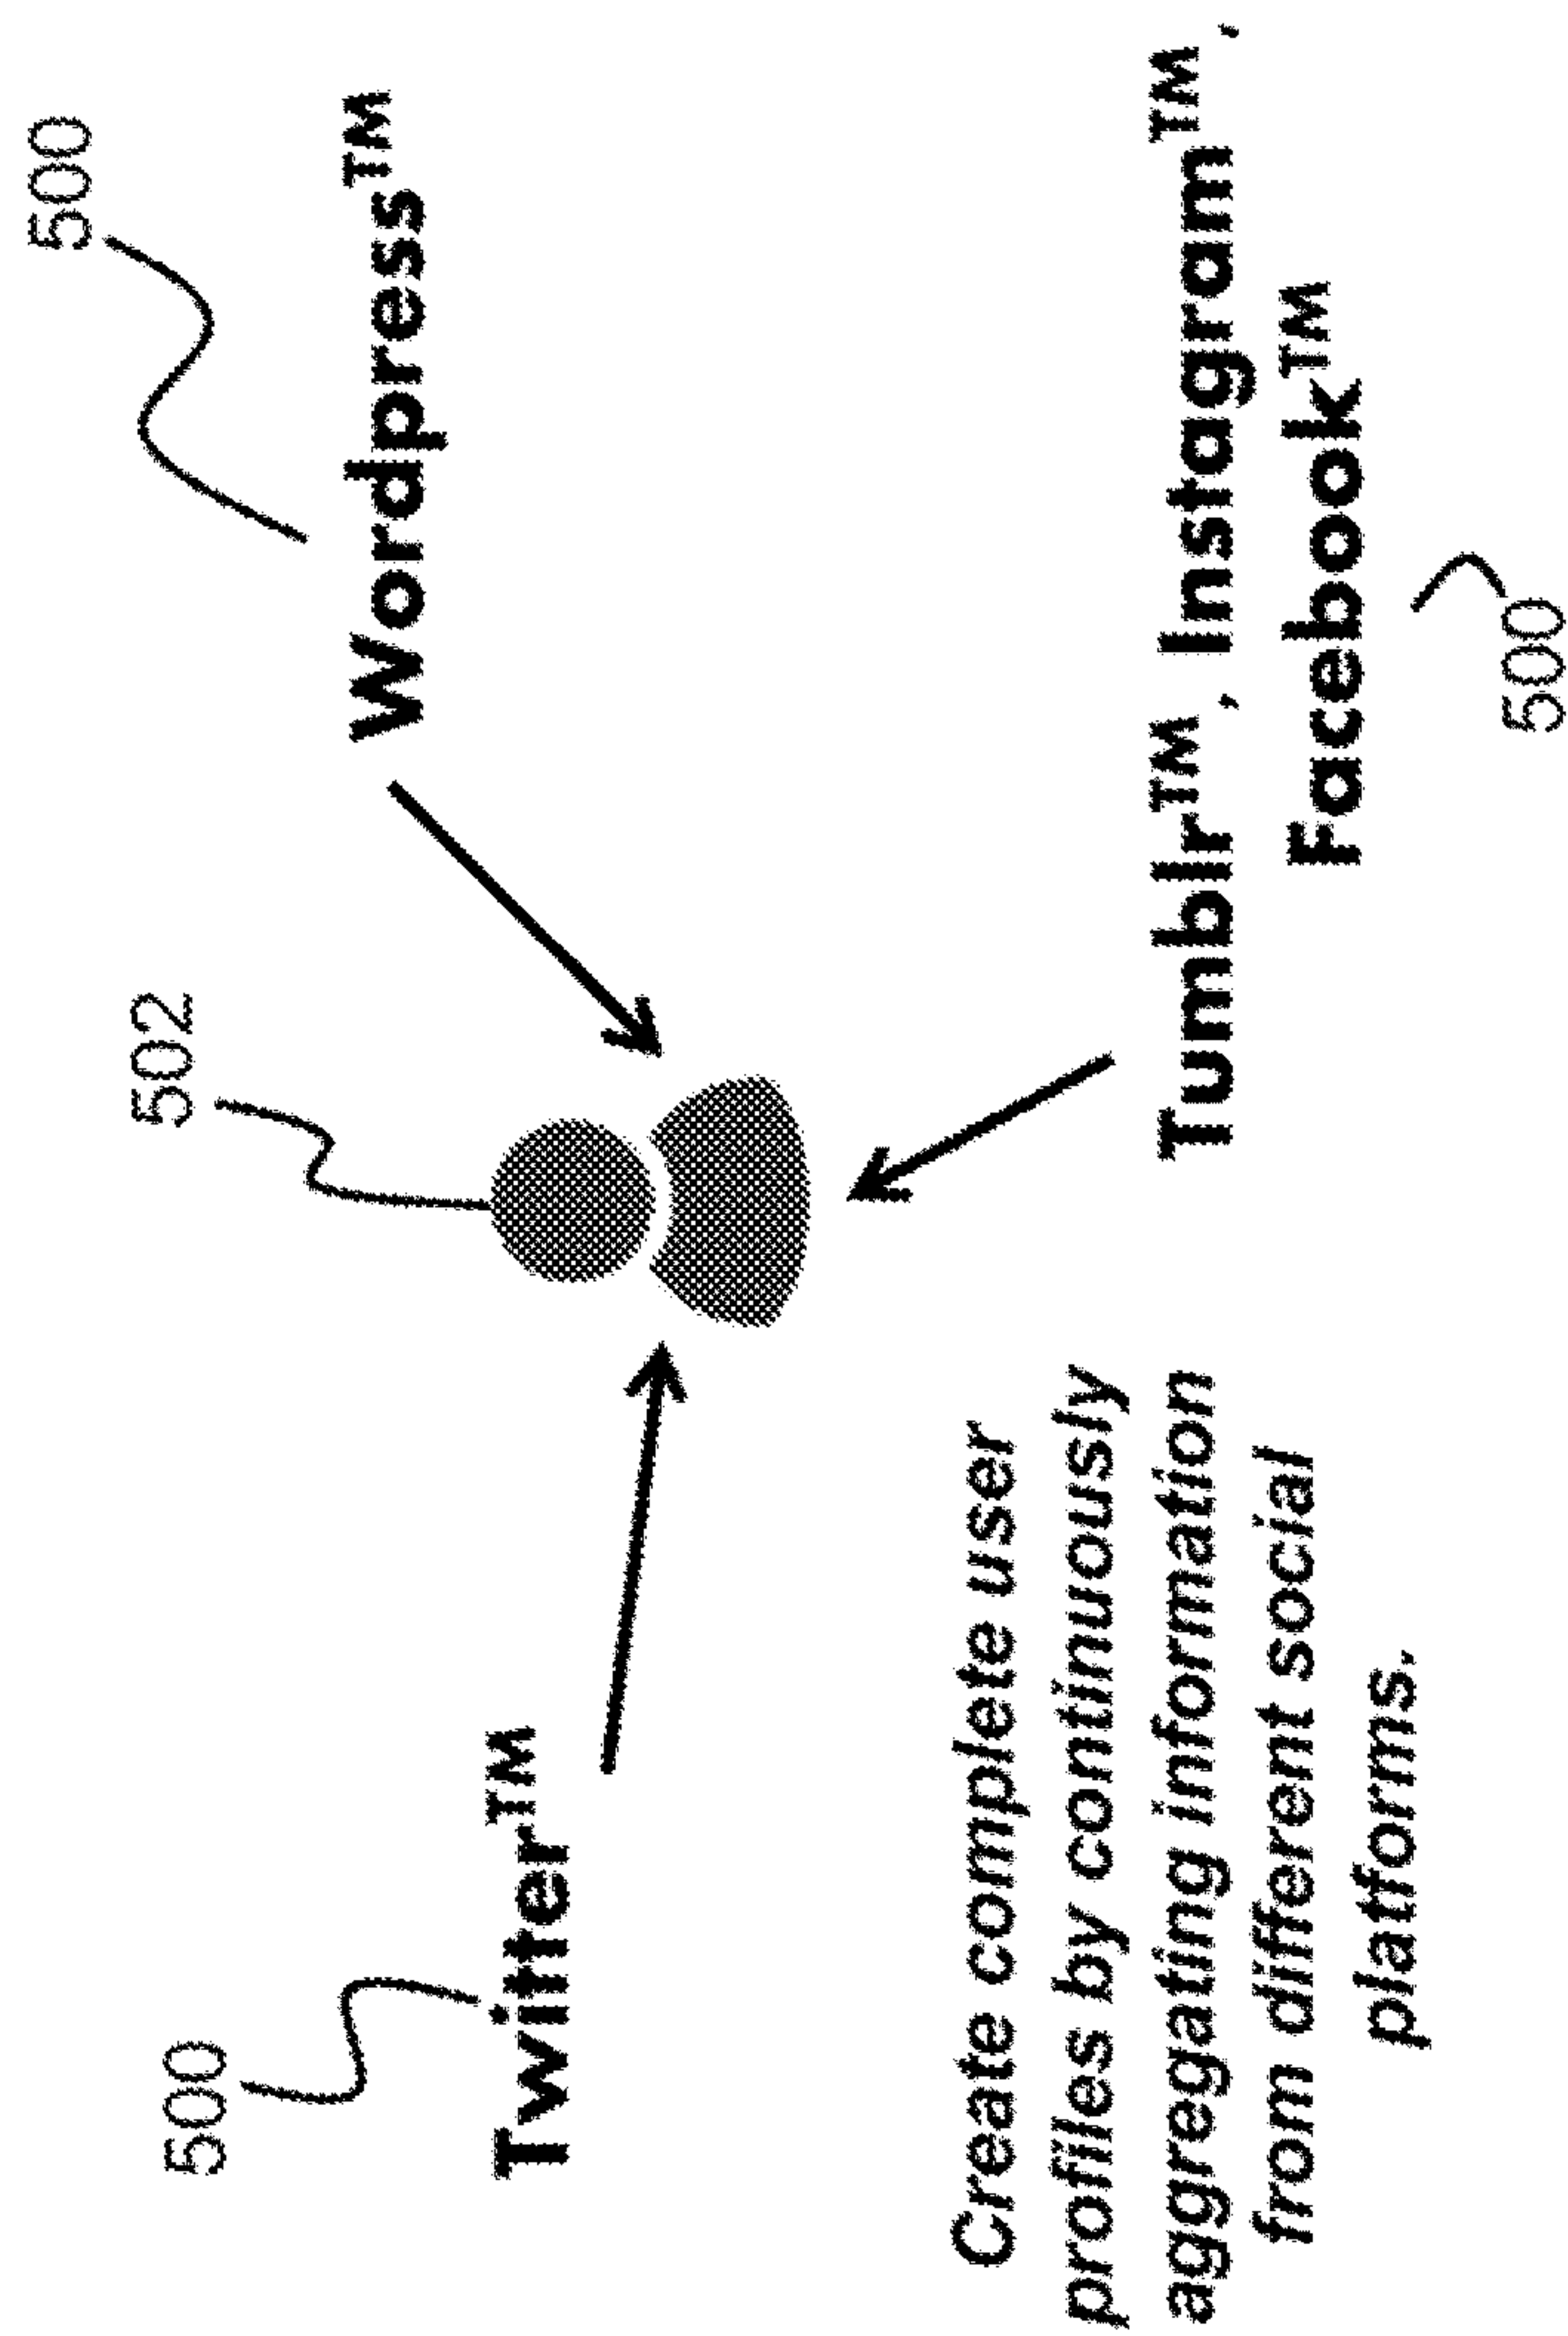 500
502
500
Wordpress™
Twitter™
Create complete user
profiles by continuously
aggregating information
from different social
platforms.
Tumblr™, Instagram™,
Facebook™
500